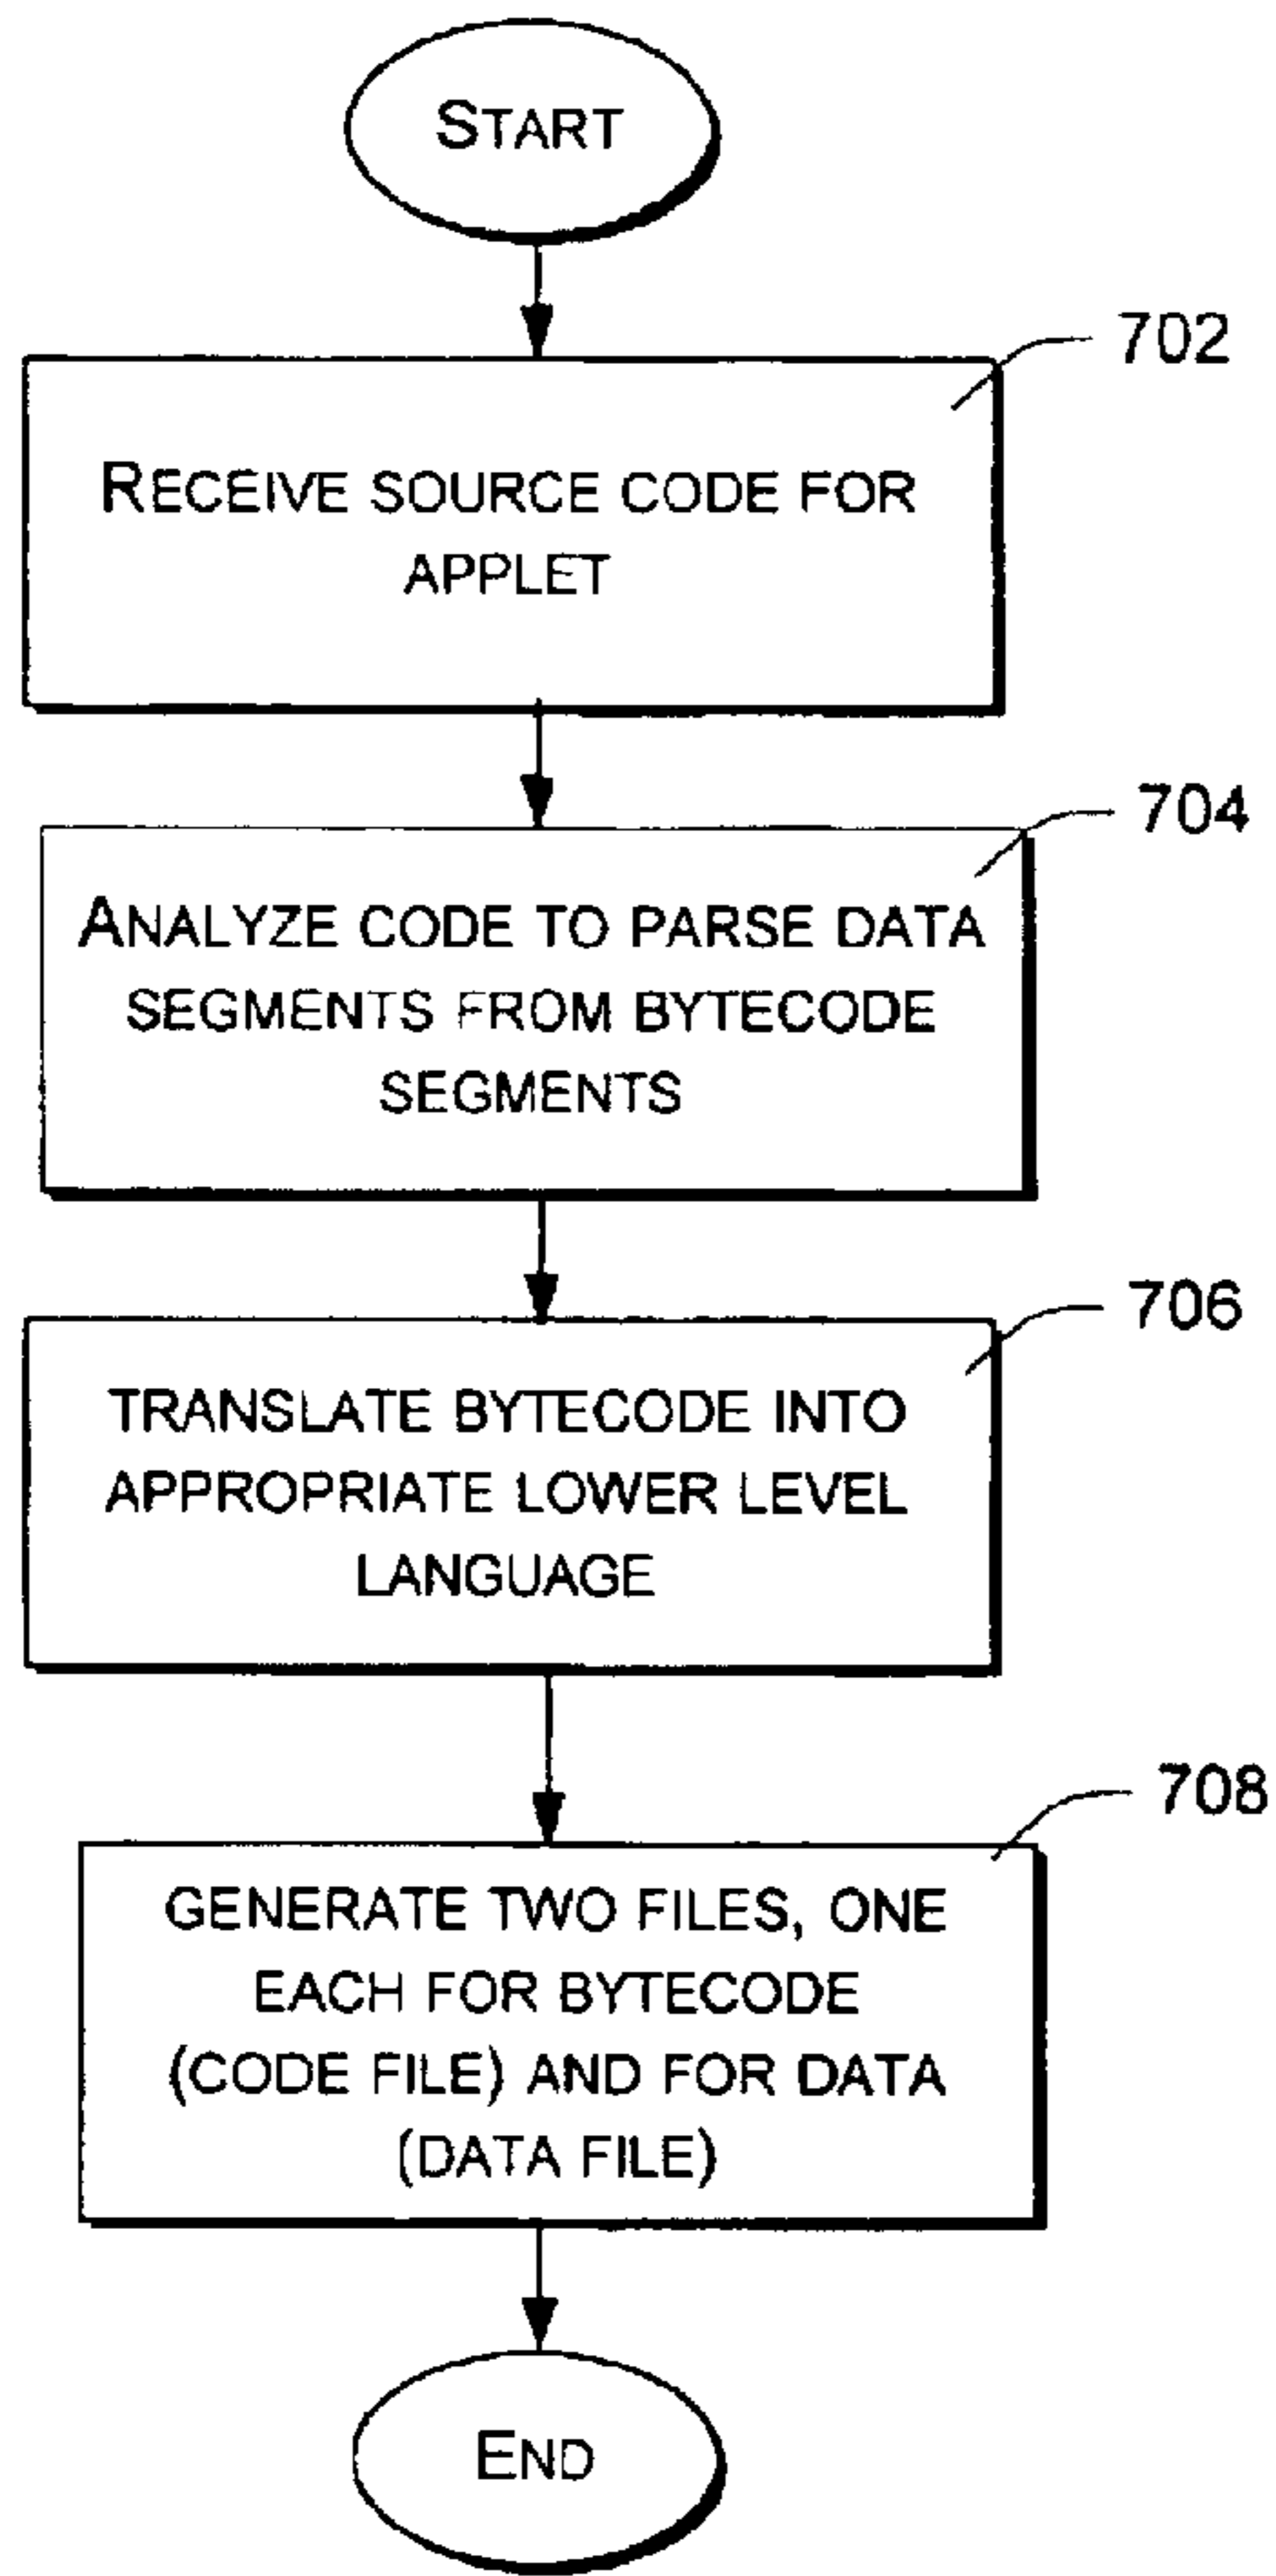 START
702
RECEIVE SOURCE CODE FOR
APPLET
704
ANALYZE CODE TO PARSE DATA
SEGMENTS FROM BYTECODE
SEGMENTS
706
TRANSLATE BYTECODE INTO
APPROPRIATE LOWER LEVEL
LANGUAGE
708
GENERATE TWO FILES, ONE
EACH FOR BYTECODE
(CODE FILE) AND FOR DATA
(DATA FILE)
END